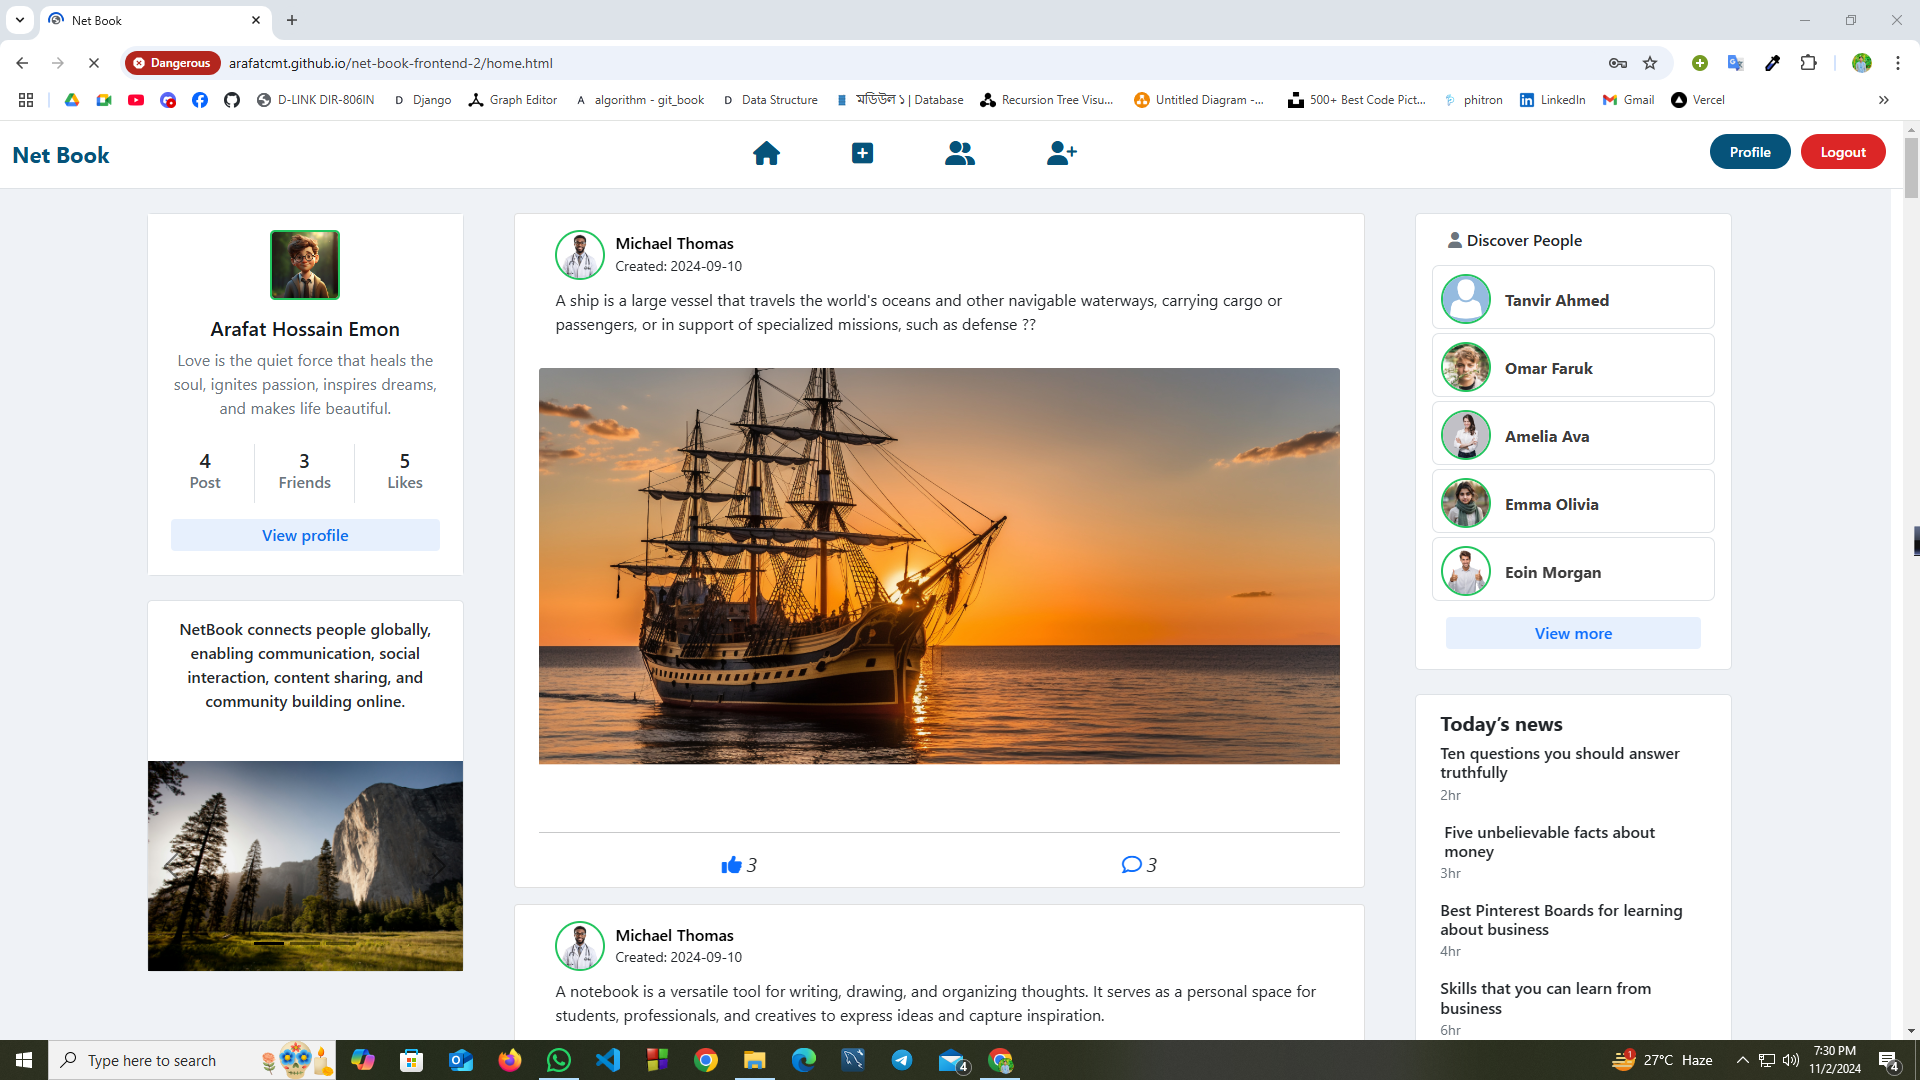 Net Book
Dangerous
arafatcmt.github.io/net-book-frontend-2/home.html
D-LINK DIR-806IN
D Django
Graph Editor
A algorithm - git_book
D Data Structure
মডিউল ১ | Database
Recursion Tree Visu...
Untitled Diagram -...
500+ Best Code Pict...
phitron
LinkedIn
Gmail
Vercel
Net Book
Profile
Logout
Arafat Hossain Emon
Love is the quiet force that heals the
soul, ignites passion, inspires dreams,
and makes life beautiful.
4 3 5
Post Friends Likes
View profile
NetBook connects people globally,
enabling communication, social
interaction, content sharing, and
community building online.
Michael Thomas
Created: 2024-09-10
A ship is a large vessel that travels the world's oceans and other navigable waterways, carrying cargo or
passengers, or in support of specialized missions, such as defense ??
3 3
Michael Thomas
Created: 2024-09-10
A notebook is a versatile tool for writing, drawing, and organizing thoughts. It serves as a personal space for
students, professionals, and creatives to express ideas and capture inspiration.
Discover People
Tanvir Ahmed
Omar Faruk
Amelia Ava
Emma Olivia
Eoin Morgan
View more
Today’s news
Ten questions you should answer
truthfully
2hr
Five unbelievable facts about
money
3hr
Best Pinterest Boards for learning
about business
4hr
Skills that you can learn from
business
6hr
Type here to search
4
1
27°C Haze
7:30 PM
11/2/2024
4